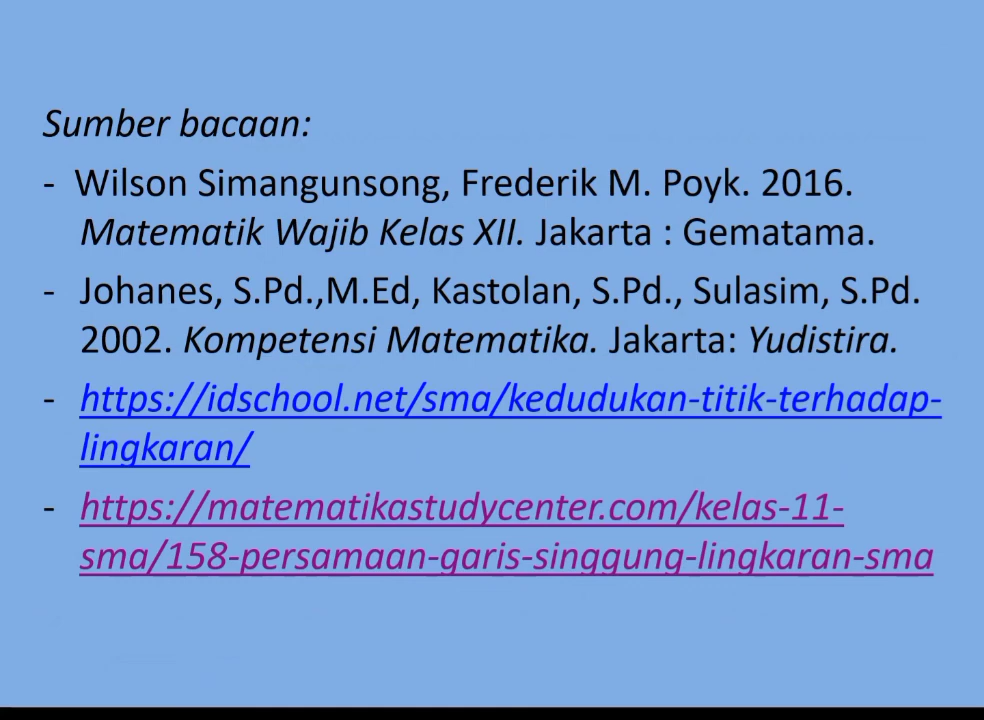 Sumber bacaan:
- Wilson Simangunsong, Frederik M. Poyk. 2016.
Matematik Wajib Kelas XII. Jakarta : Gematama.
- Johanes, S.Pd.,M.Ed, Kastolan, S.Pd., Sulasim, S.Pd.
2002. Kompetensi Matematika. Jakarta: Yudistira.
- https://idschool.net/sma/kedudukan-titik-terhadap-
lingkaran/
- https://matematikastudycenter.com/kelas-11-
sma/158-persamaan-garis-singgung-lingkaran-sma